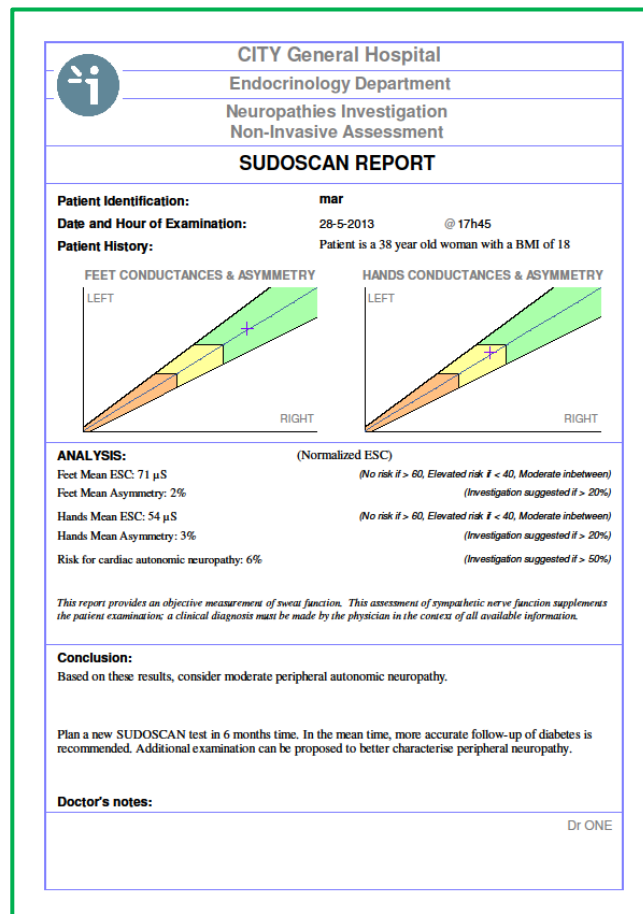 CITY General Hospital
Endocrinology Department
Neuropathies Investigation
Non-Invasive Assessment
SUDOSCAN REPORT
Patient Identification: mar
Date and Hour of Examination: 28-5-2013 @ 17h45
Patient History: Patient is a 38 year old woman with a BMI of 18
FEET CONDUCTANCES & ASYMMETRY
LEFT
RIGHT
HANDS CONDUCTANCES & ASYMMETRY
LEFT
RIGHT
ANALYSIS: (Normalized ESC)
Feet Mean ESC: 71 µS (No risk if > 60, Elevated risk if < 40, Moderate inbetween)
Feet Mean Asymmetry: 2% (Investigation suggested if > 20%)
Hands Mean ESC: 54 µS (No risk if > 60, Elevated risk if < 40, Moderate inbetween)
Hands Mean Asymmetry: 3% (Investigation suggested if > 20%)
Risk for cardiac autonomic neuropathy: 6% (Investigation suggested if > 50%)
This report provides an objective measurement of sweat function. This assessment of sympathetic nerve function supplements
the patient examination; a clinical diagnosis must be made by the physician in the context of all available information.
Conclusion:
Based on these results, consider moderate peripheral autonomic neuropathy.
Plan a new SUDOSCAN test in 6 months time. In the mean time, more accurate follow-up of diabetes is
recommended. Additional examination can be proposed to better characterise peripheral neuropathy.
Doctor's notes:
Dr ONE